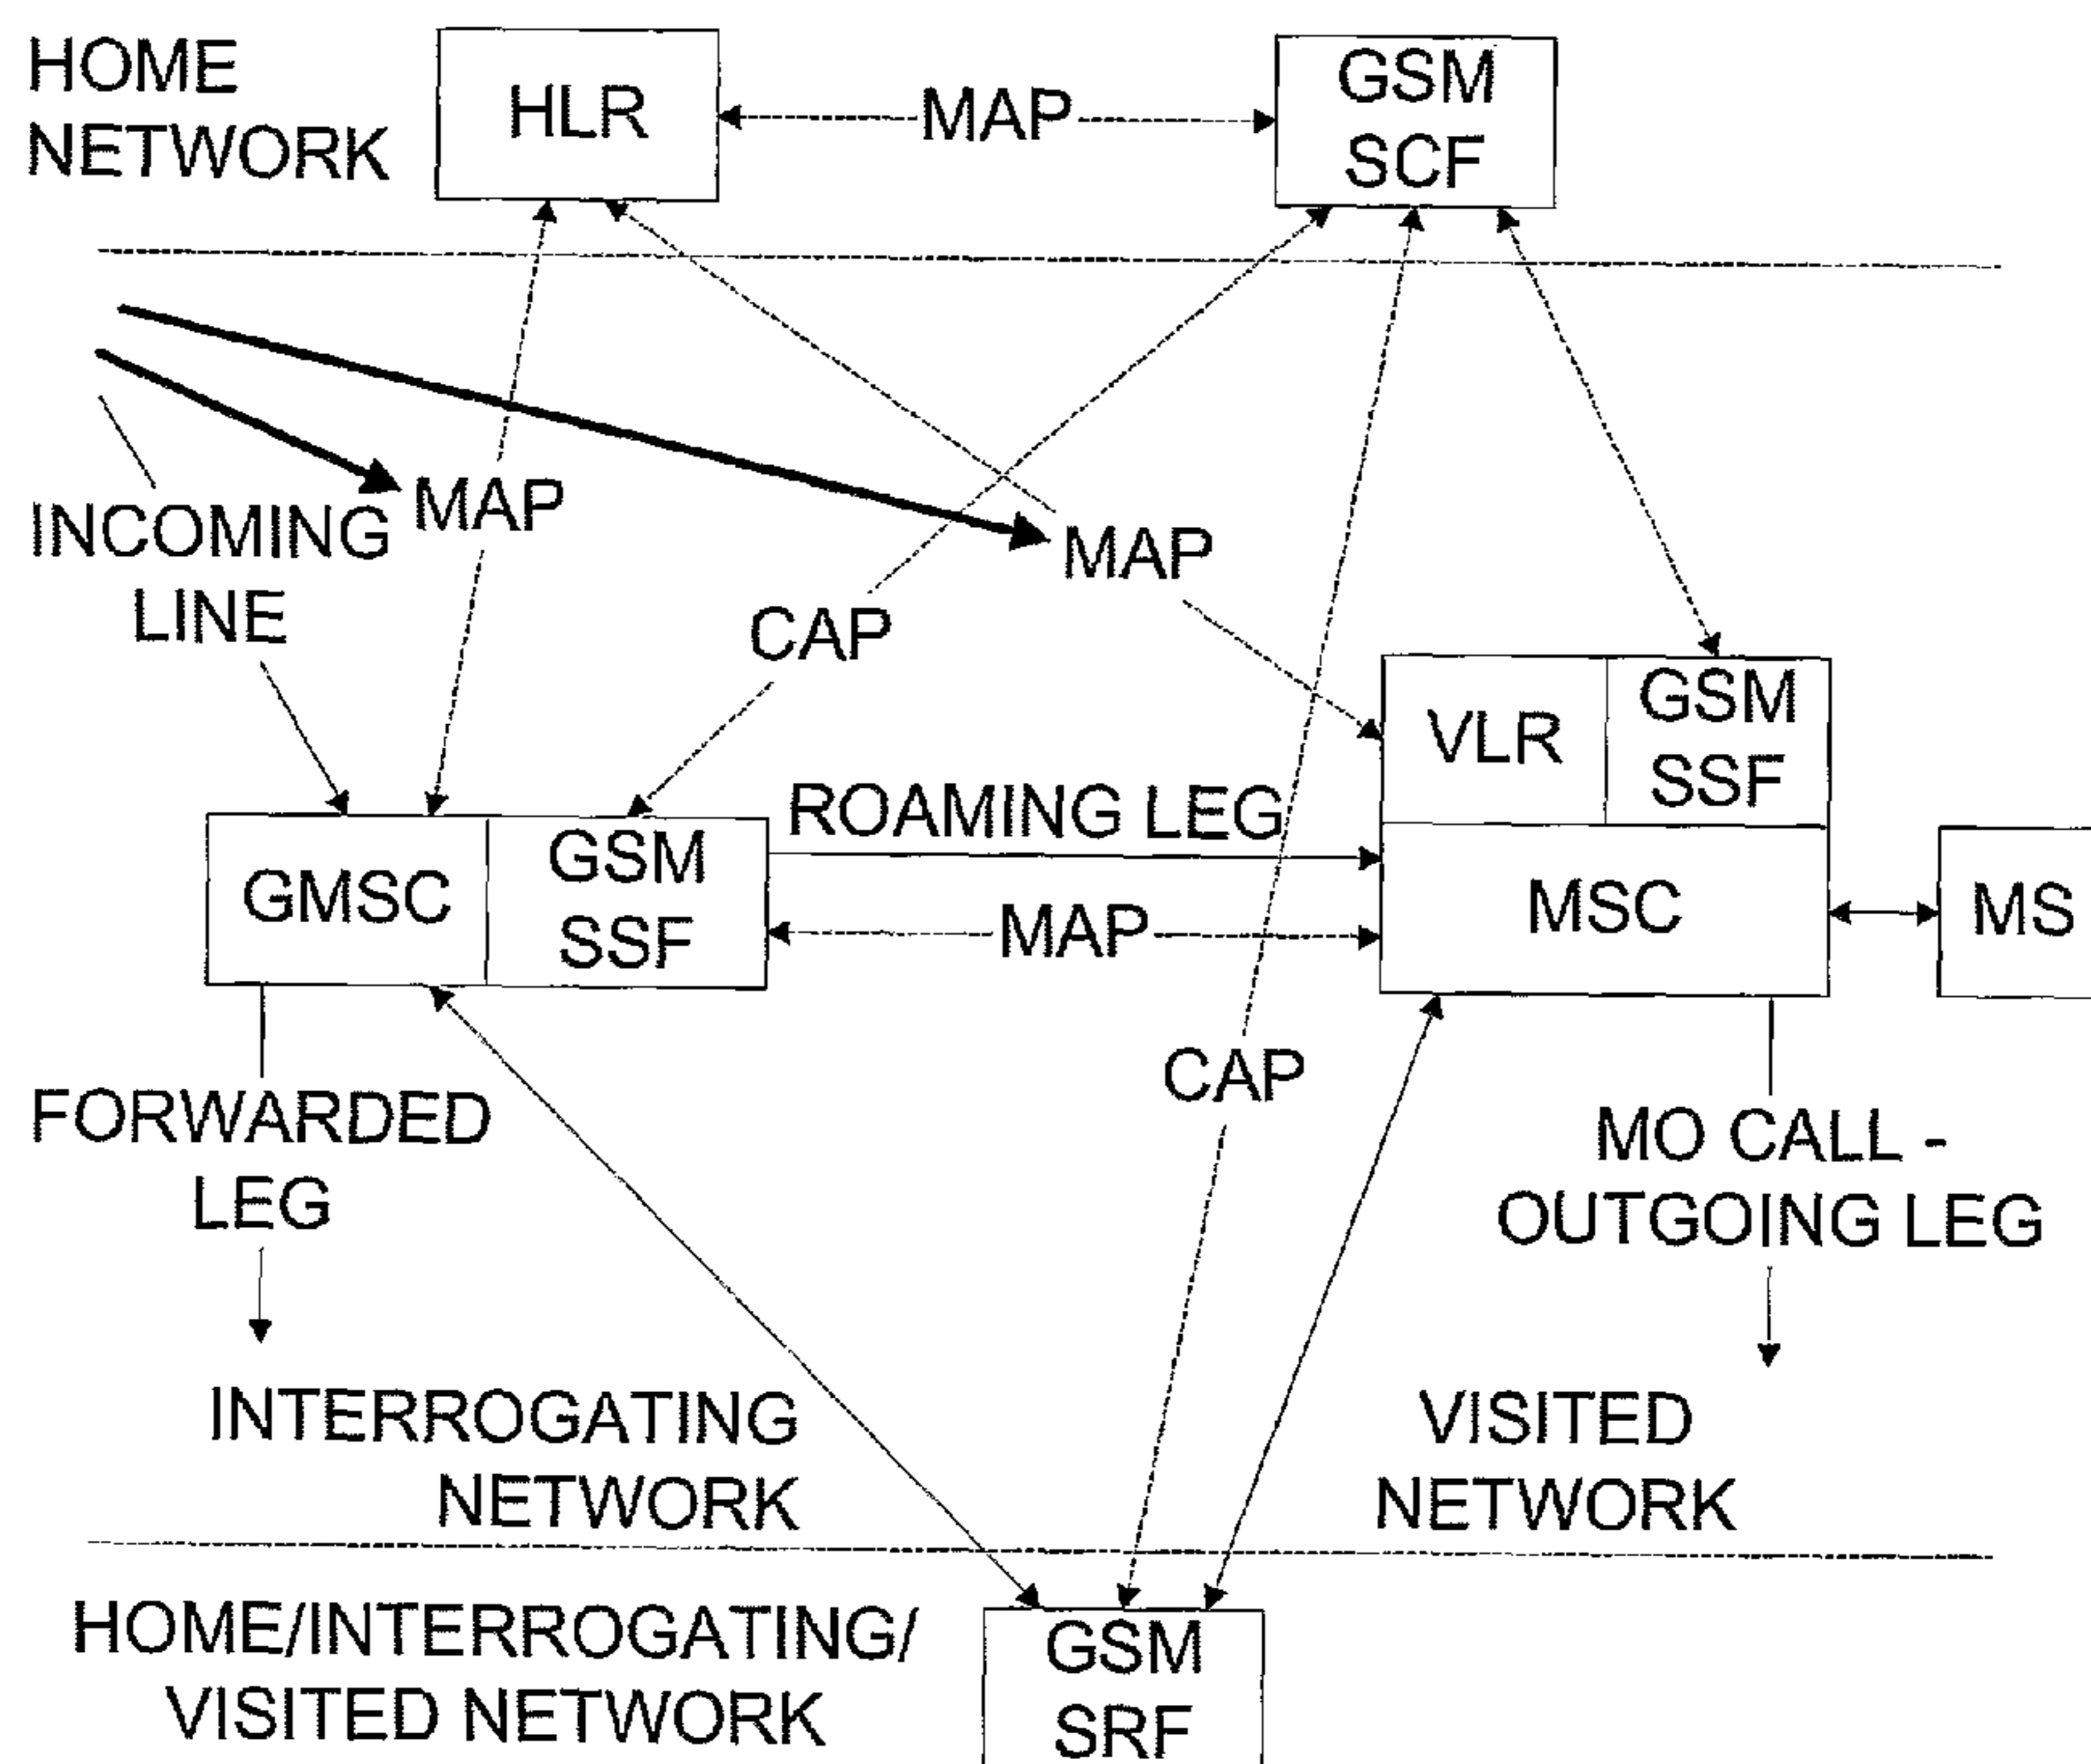 HOME
NETWORK
HLR
MAP
GSM
SCF
INCOMING
LINE
MAP
MAP
CAP
VLR
GSM
SSF
ROAMING LEG
GMSC
GSM
SSF
MAP
MSC
MS
CAP
FORWARDED
LEG
MO CALL -
OUTGOING LEG
INTERROGATING
NETWORK
VISITED
NETWORK
HOME/INTERROGATING/
VISITED NETWORK
GSM
SRF